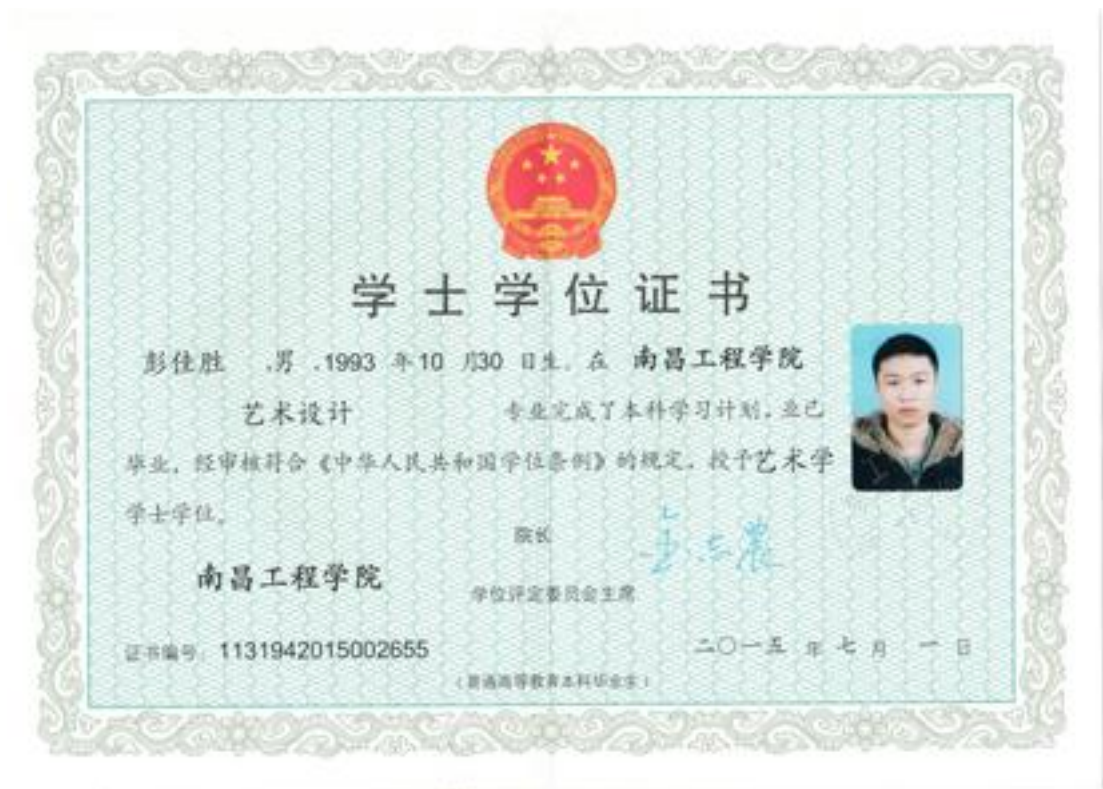 学士学位证书
彭佳胜 ,男 ,1993 年10 月30 日生。在 南昌工程学院
艺术设计 专业完成了本科学习计划,业已
毕业,经审核符合《中华人民共和国学位条例》的规定,授予艺术学
学士学位。
院长
南昌工程学院
学位评定委员会主席
证书编号: 1131942015002655
二〇一五 年 七 月 一 日
(普通高等教育本科毕业生)